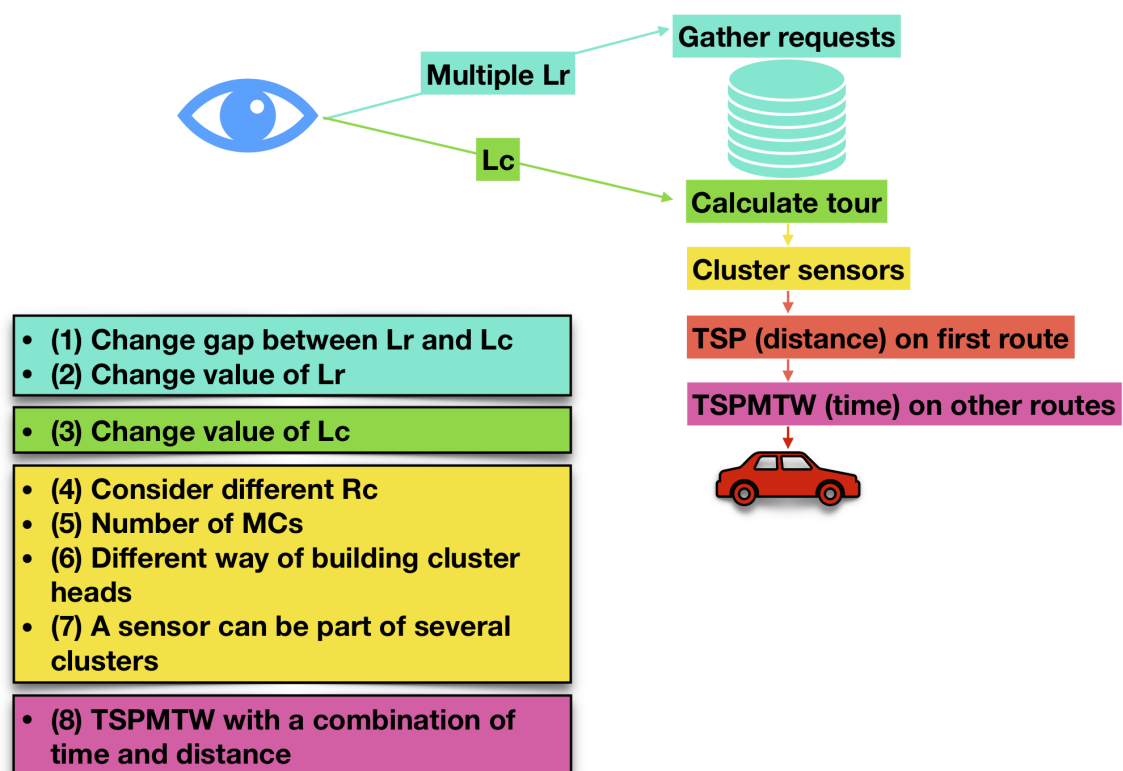 Gather requests
Multiple Lr
Lc
Calculate tour
Cluster sensors
TSP (distance) on first route
TSPMTW (time) on other routes
• (1) Change gap between Lr and Lc
• (2) Change value of Lr
• (3) Change value of Lc
• (4) Consider different Rc
• (5) Number of MCs
• (6) Different way of building cluster
heads
• (7) A sensor can be part of several
clusters
• (8) TSPMTW with a combination of
time and distance